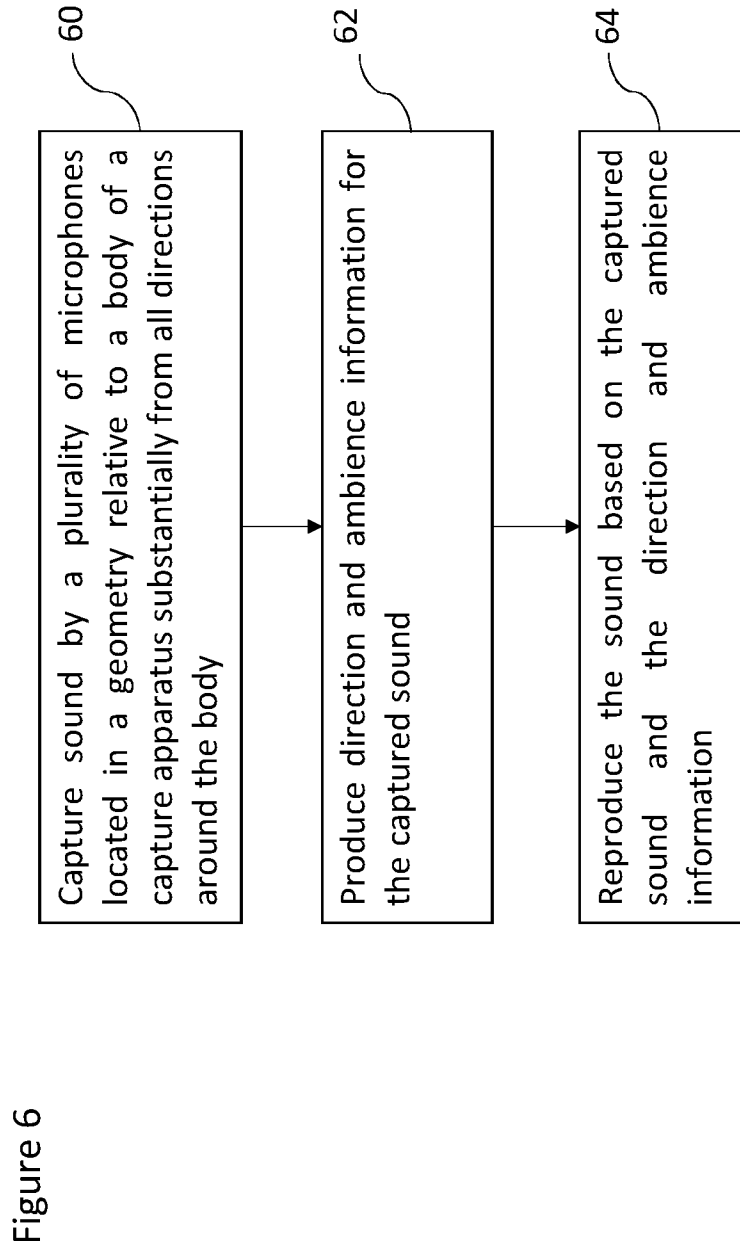 Figure 6
Capture sound by a plurality of microphones
located in a geometry relative to a body of a
capture apparatus substantially from all directions
around the body
60
Produce direction and ambience information for
the captured sound
62
Reproduce the sound based on the captured
sound and the direction and ambience
information
64